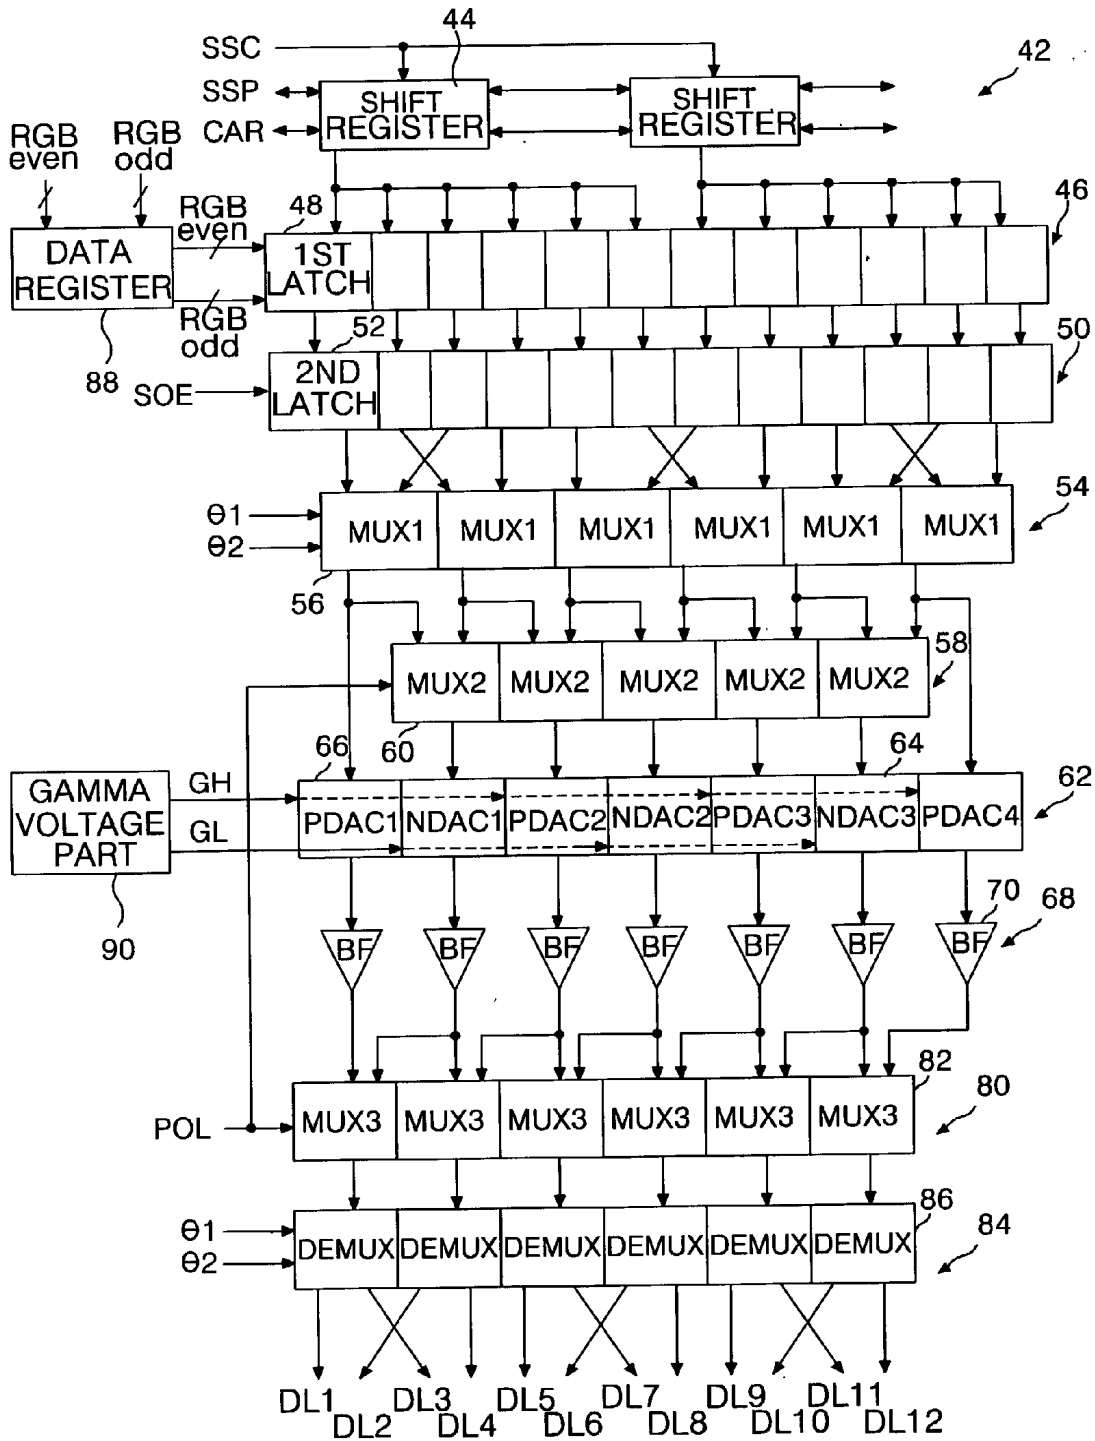 44
SSC
42
SSP
SHIFT
REGISTER
SHIFT
REGISTER
CAR
RGB
even
RGB
odd
RGB
even
48
46
DATA
REGISTER
1ST
LATCH
RGB
odd
52
50
88
SOE
2ND
LATCH
54
θ1
θ2
MUX1
MUX1
MUX1
MUX1
MUX1
MUX1
56
58
MUX2
MUX2
MUX2
MUX2
MUX2
60
66
64
62
GAMMA
VOLTAGE
PART
GH
GL
PDAC1
NDAC1
PDAC2
NDAC2
PDAC3
NDAC3
PDAC4
90
70
68
BF
BF
BF
BF
BF
BF
BF
82
80
POL
MUX3
MUX3
MUX3
MUX3
MUX3
MUX3
86
84
θ1
θ2
DEMUX
DEMUX
DEMUX
DEMUX
DEMUX
DEMUX
DL1
DL2
DL3
DL4
DL5
DL6
DL7
DL8
DL9
DL10
DL11
DL12